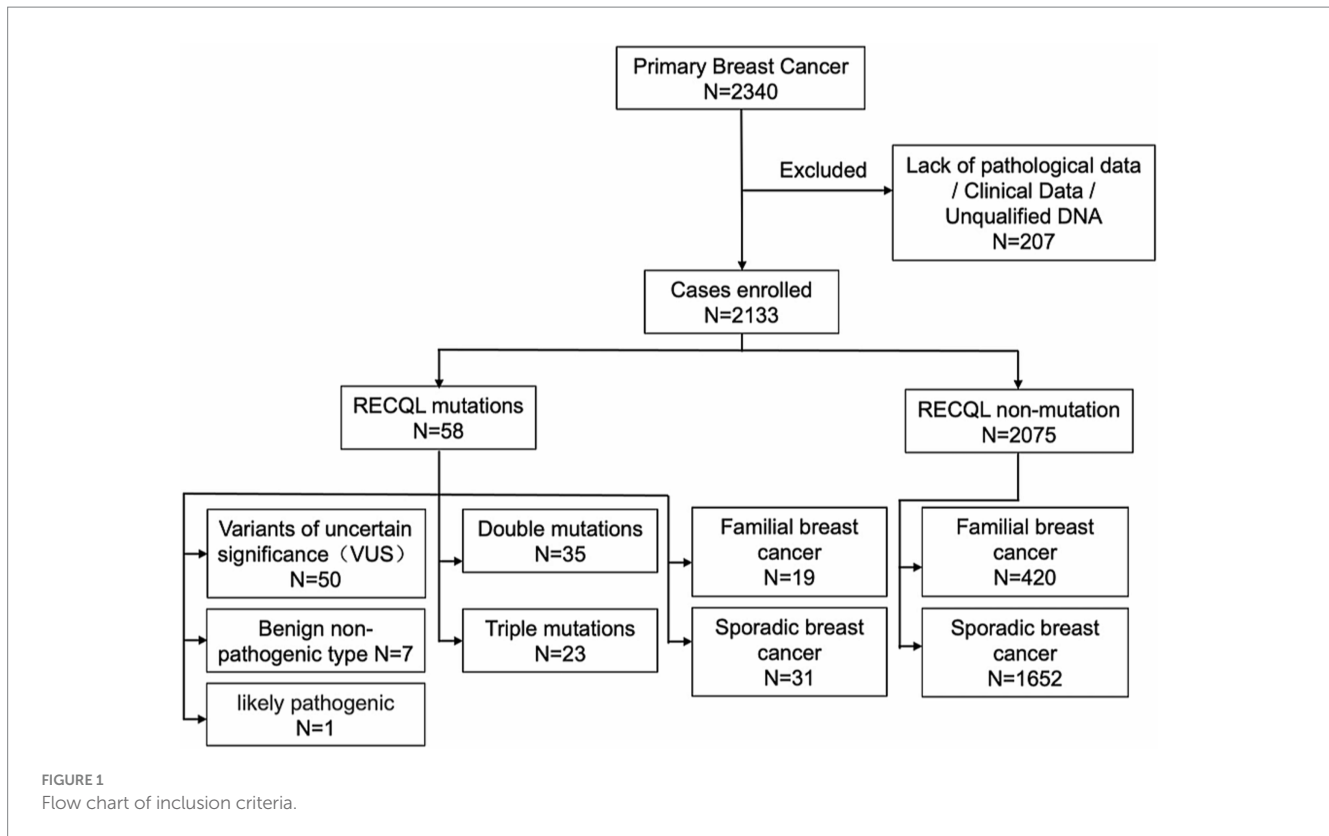 Primary Breast Cancer
N=2340
Excluded
Lack of pathological data
/ Clinical Data /
Unqualified DNA
N=207
Cases enrolled
N=2133
RECQL mutations
N=58
RECQL non-mutation
N=2075
Variants of uncertain
significance（VUS）
N=50
Double mutations
N=35
Familial breast
cancer
N=19
Familial breast
cancer
N=420
Benign non-
pathogenic type N=7
Triple mutations
N=23
Sporadic breast
cancer
N=31
Sporadic breast
cancer
N=1652
likely pathogenic
N=1
FIGURE 1
Flow chart of inclusion criteria.